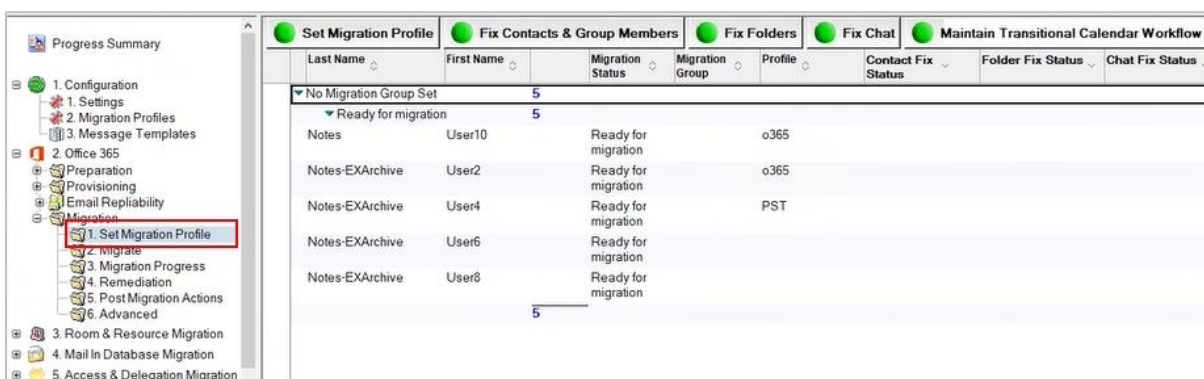 Progress Summary
1. Configuration
1. Settings
2. Migration Profiles
3. Message Templates
2. Office 365
Preparation
Provisioning
Email Repliability
Migration
1. Set Migration Profile
2. Migrate
3. Migration Progress
4. Remediation
5. Post Migration Actions
6. Advanced
3. Room & Resource Migration
4. Mail In Database Migration
5. Access & Delegation Migration
Set Migration Profile Fix Contacts & Group Members Fix Folders Fix Chat Maintain Transitional Calendar Workflow
Last Name First Name Migration Migration Profile Contact Fix Folder Fix Status Chat Fix Status
Status Group Status
No Migration Group Set 5
Ready for migration 5
Notes User10 Ready for o365
migration
Notes-EXArchive User2 Ready for o365
migration
Notes-EXArchive User4 Ready for PST
migration
Notes-EXArchive User6 Ready for
migration
Notes-EXArchive User8 Ready for
migration
5